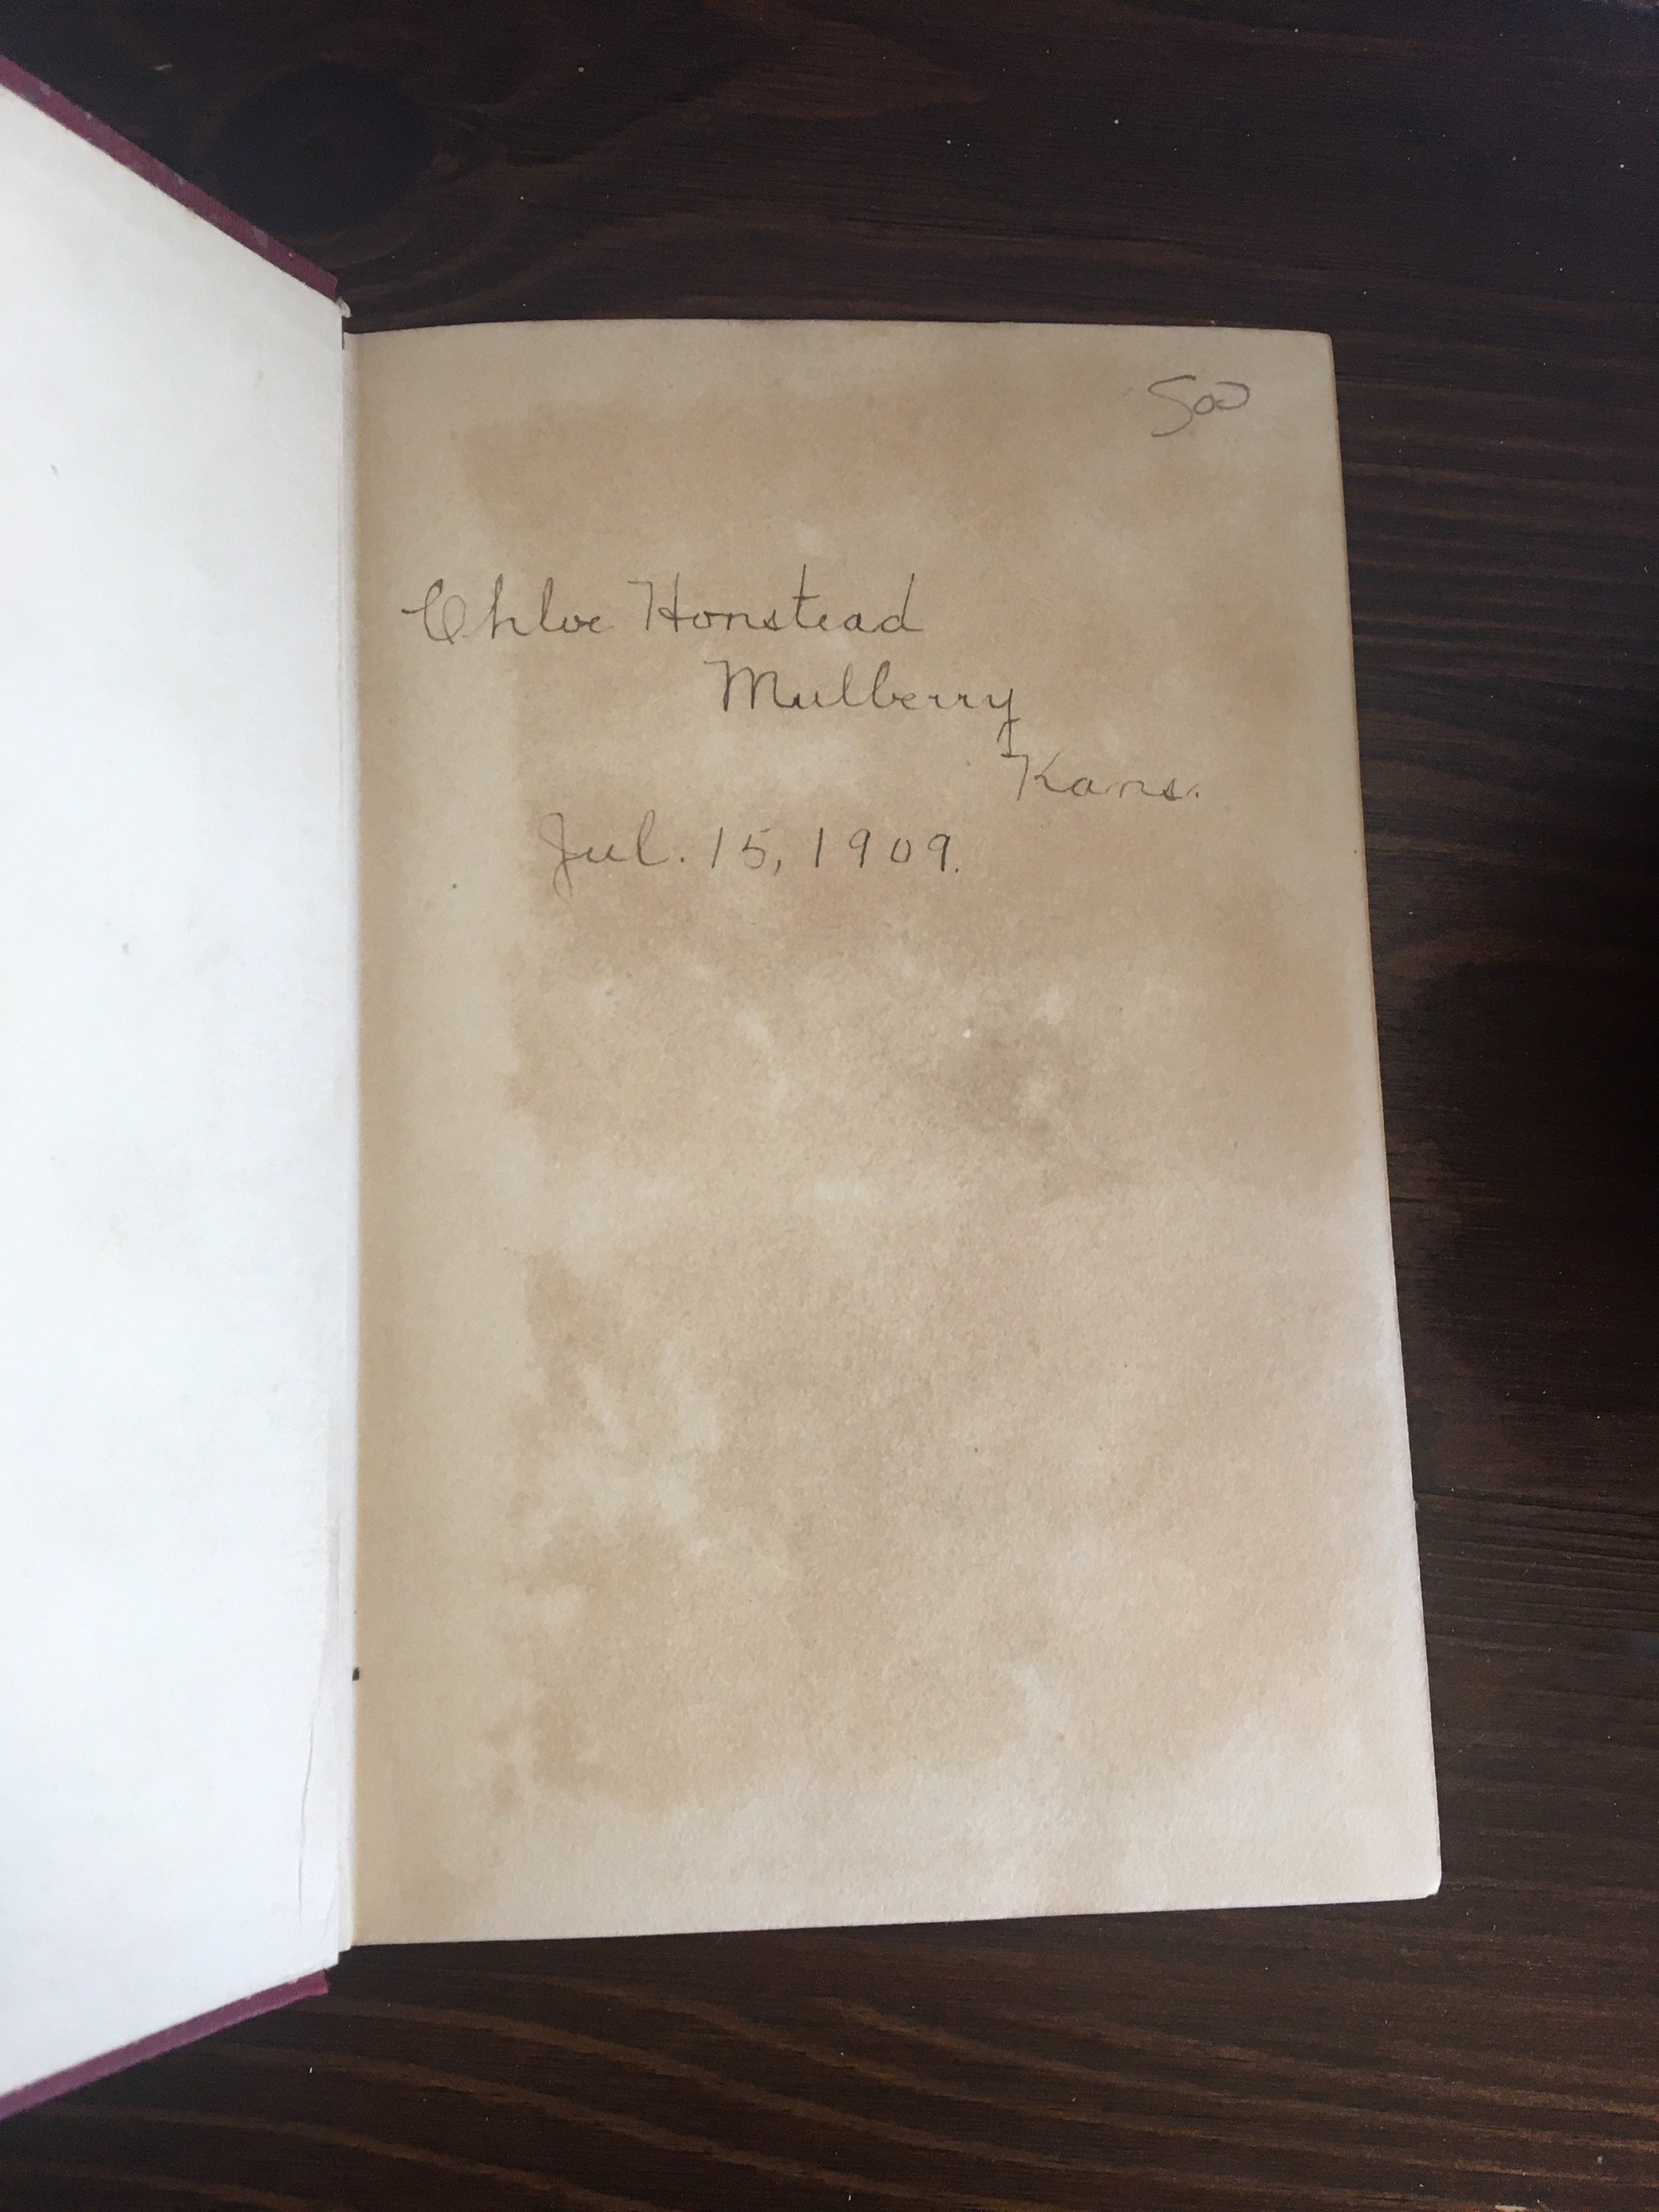 500
Chloe Honstead
Mulberry
Kans.
Jul. 15, 1909.